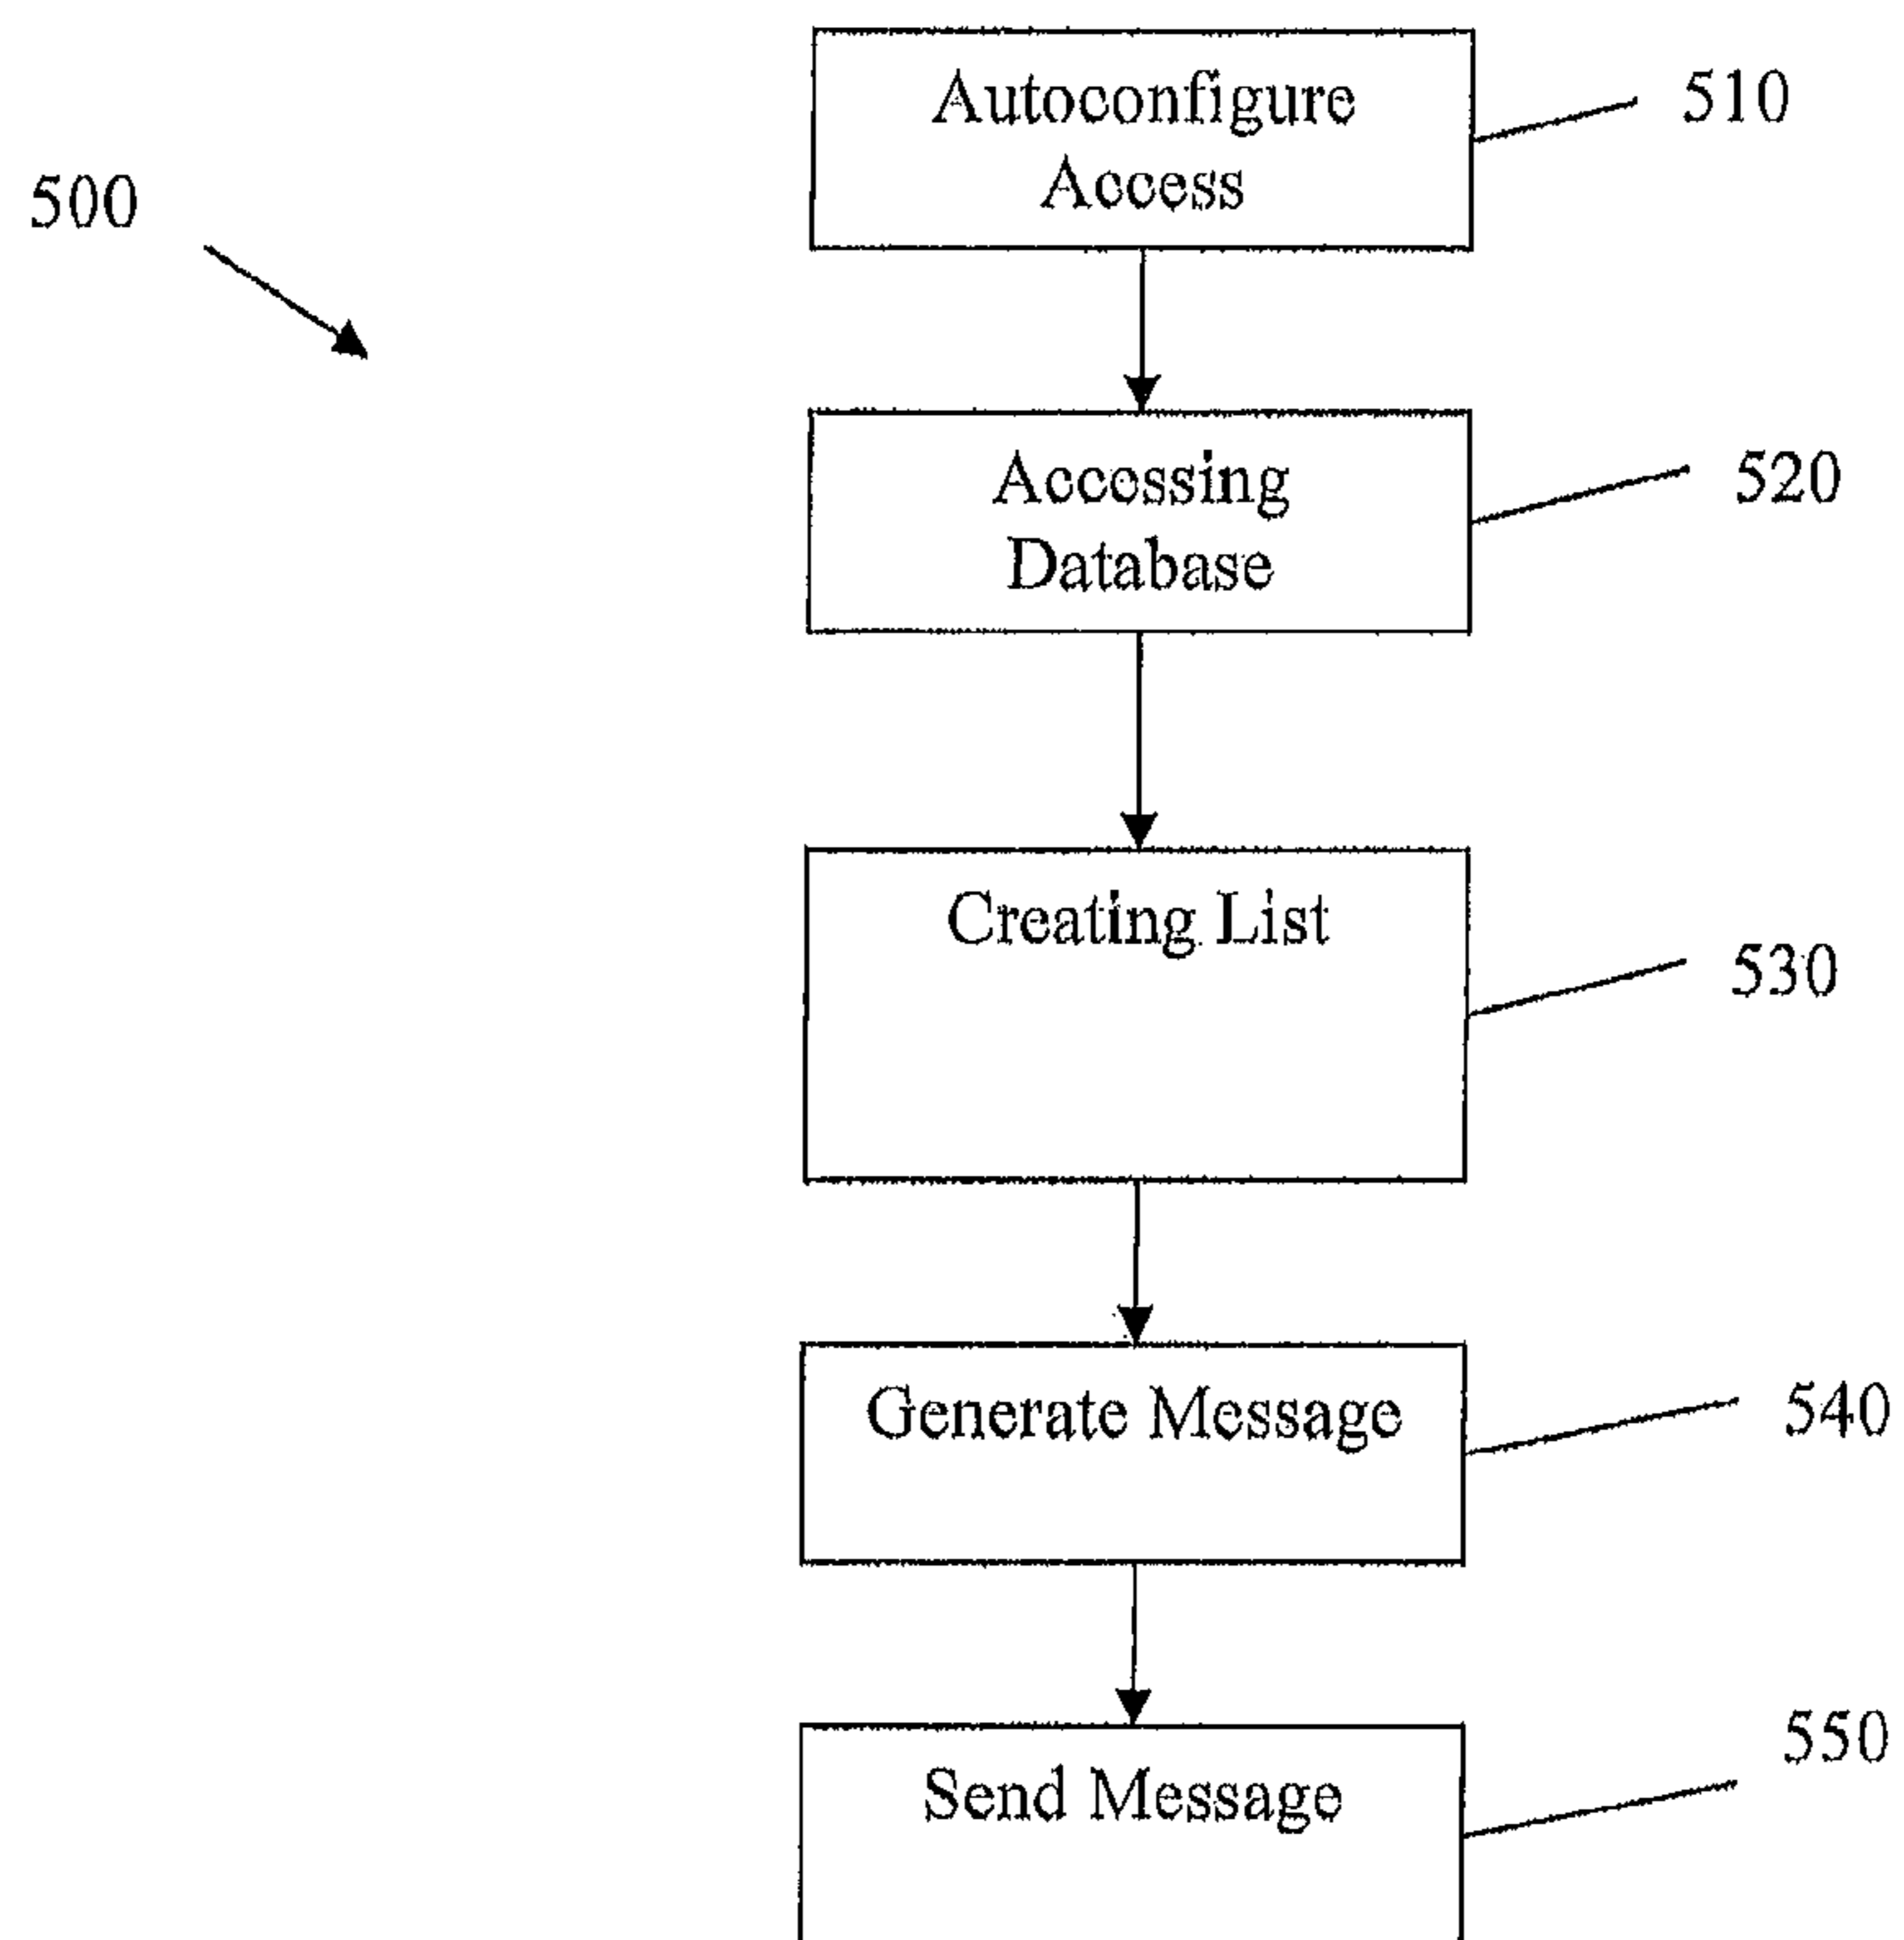 Autoconfigure
Access
510
500
Accessing
Database
520
Creating List
530
Generate Message
540
550
Send Message